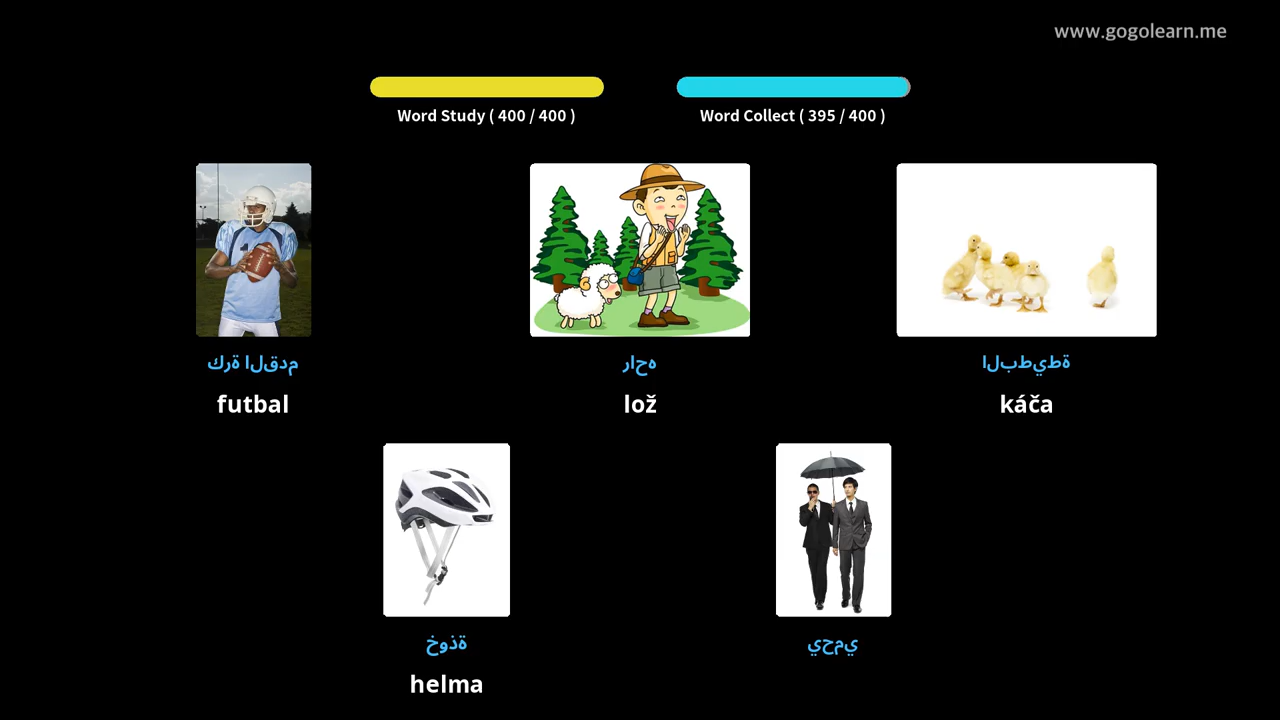 www.gogolearn.me
Word Study ( 400 / 400 )
Word Collect ( 395 / 400 )
كرة القدم
راحه
البطيطة
futbal
lož
káča
خوذة
يحمي
helma